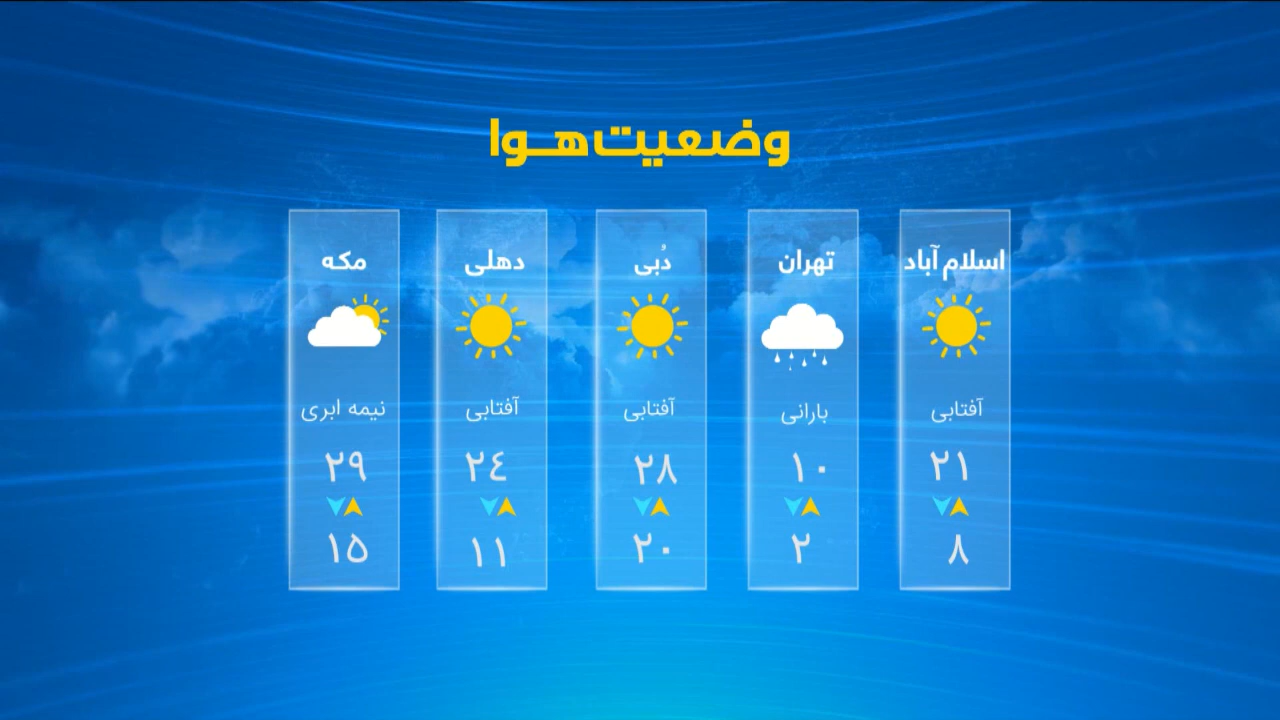 وضعیت هوا
اسلام آباد
آفتابی
۲۱
۸
تهران
بارانی
۱۰
۲
دُبی
آفتابی
۲۸
۲۰
دهلی
آفتابی
۲٤
۱۱
مکه
نیمه ابری
۲۹
۱۵